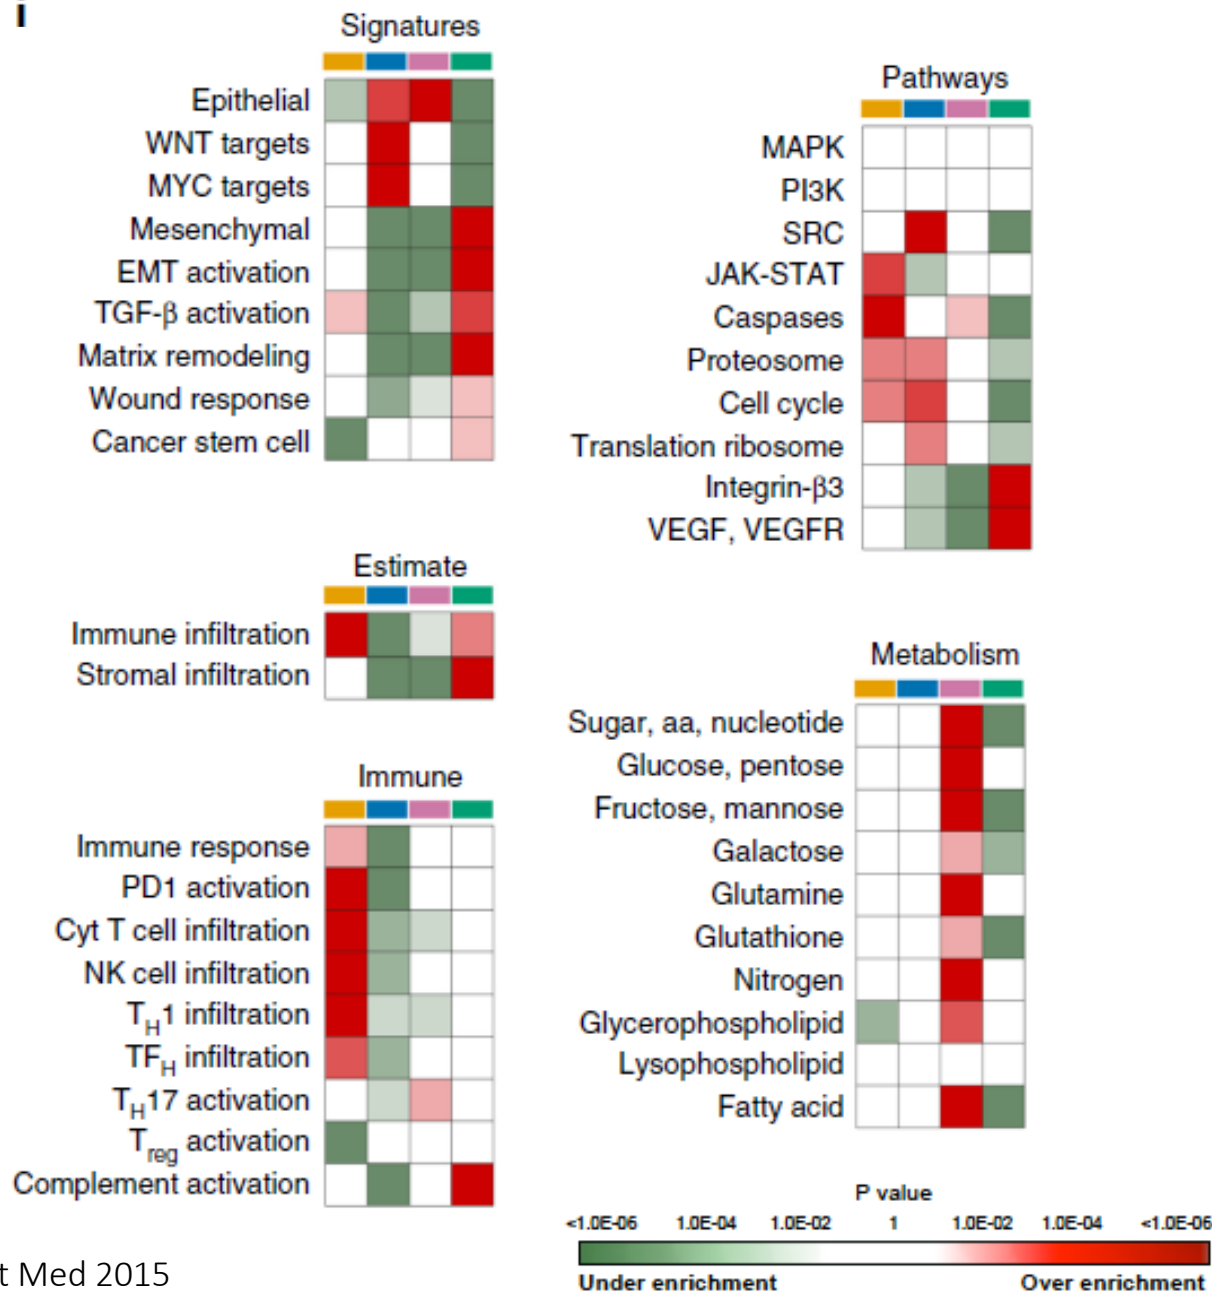 i
Signatures
Epithelial
WNT targets
MYC targets
Mesenchymal
EMT activation
TGF-β activation
Matrix remodeling
Wound response
Cancer stem cell
Estimate
Immune infiltration
Stromal infiltration
Immune
Immune response
PD1 activation
Cyt T cell infiltration
NK cell infiltration
TH1 infiltration
TFH infiltration
TH17 activation
Treg activation
Complement activation
Pathways
MAPK
PI3K
SRC
JAK-STAT
Caspases
Proteosome
Cell cycle
Translation ribosome
Integrin-β3
VEGF, VEGFR
Metabolism
Sugar, aa, nucleotide
Glucose, pentose
Fructose, mannose
Galactose
Glutamine
Glutathione
Nitrogen
Glycerophospholipid
Lysophospholipid
Fatty acid
P value
<1.0E-06 1.0E-04 1.0E-02 1 1.0E-02 1.0E-04 <1.0E-06
Under enrichment Over enrichment
t Med 2015